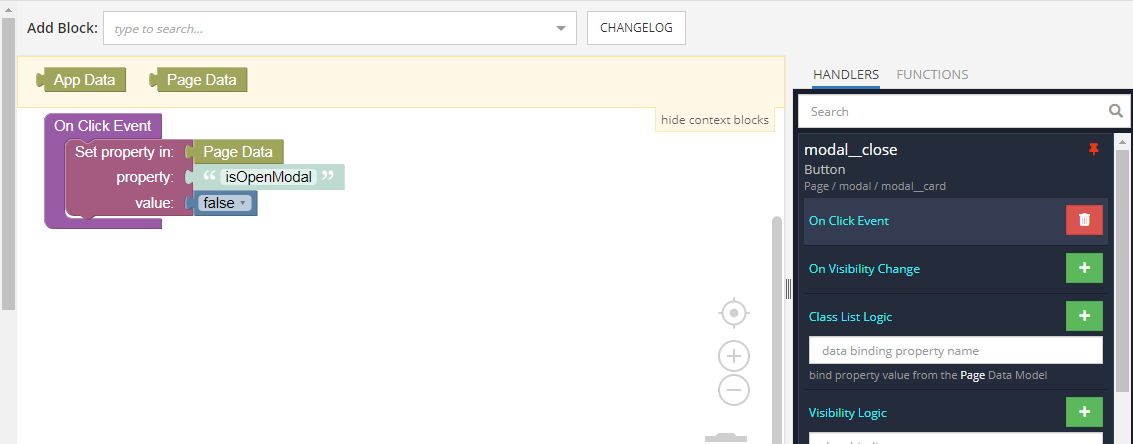 Add Block:
type to search...
CHANGELOG
App Data
Page Data
hide context blocks
On Click Event
Set property in:
Page Data
property:
“ isOpenModal ”
value:
false
HANDLERS
FUNCTIONS
Search
modal__close
Button
Page / modal / modal__card
On Click Event
On Visibility Change
Class List Logic
data binding property name
bind property value from the Page Data Model
Visibility Logic